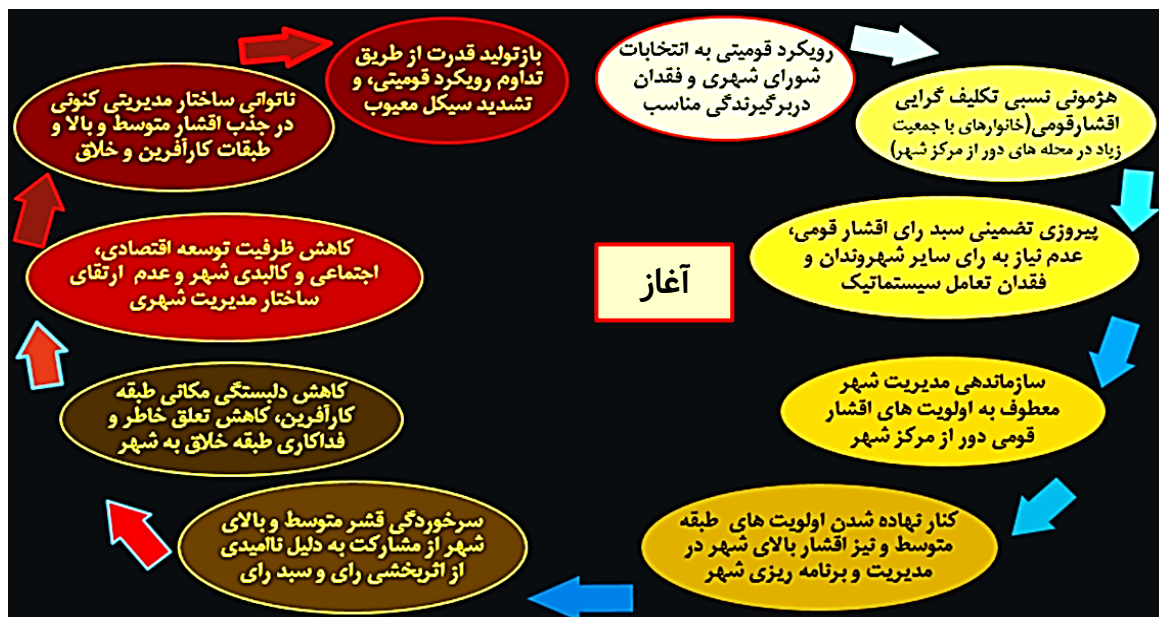 آغاز
رویکرد قومیتی به انتخابات
شورای شهری و فقدان
دربرگیرندگی مناسب
هژمونی نسبی تکلیف گرایی
اقشارقومی(خانوارهای با جمعیت
زیاد در محله های دور از مرکز شهر)
پیروزی تضمینی سبد رای اقشار قومی،
عدم نیاز به رای سایر شهروندان و
فقدان تعامل سیستماتیک
سازماندهی مدیریت شهر
معطوف به اولویت های اقشار
قومی دور از مرکز شهر
کنار نهاده شدن اولویت های طبقه
متوسط و نیز اقشار بالای شهر در
مدیریت و برنامه ریزی شهر
سرخوردگی قشر متوسط و بالای
شهر از مشارکت به دلیل ناامیدی
از اثربخشی رای و سبد رای
کاهش دلبستگی مکانی طبقه
کارآفرین، کاهش تعلق خاطر و
فداکاری طبقه خلاق به شهر
کاهش ظرفیت توسعه اقتصادی،
اجتماعی و کالبدی شهر و عدم ارتقای
ساختار مدیریت شهری
ناتوانی ساختار مدیریتی کنونی
در جذب اقشار متوسط و بالا و
طبقات کارآفرین و خلاق
بازتولید قدرت از طریق
تداوم رویکرد قومیتی، و
تشدید سیکل معیوب